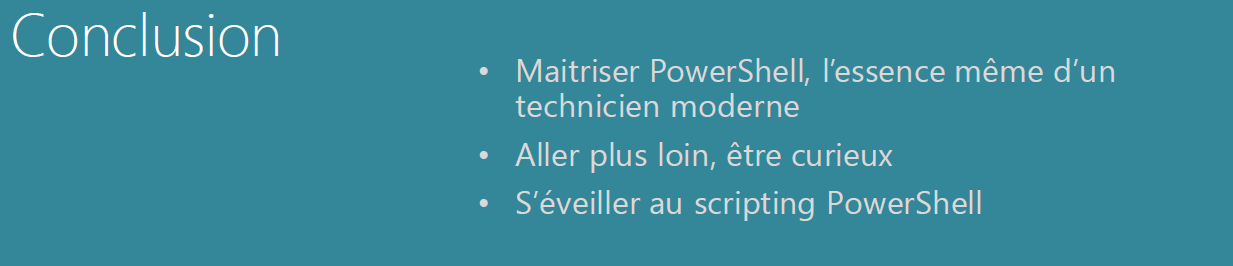 Conclusion
• Maitriser PowerShell, l’essence même d’un
technicien moderne
• Aller plus loin, être curieux
• S’éveiller au scripting PowerShell